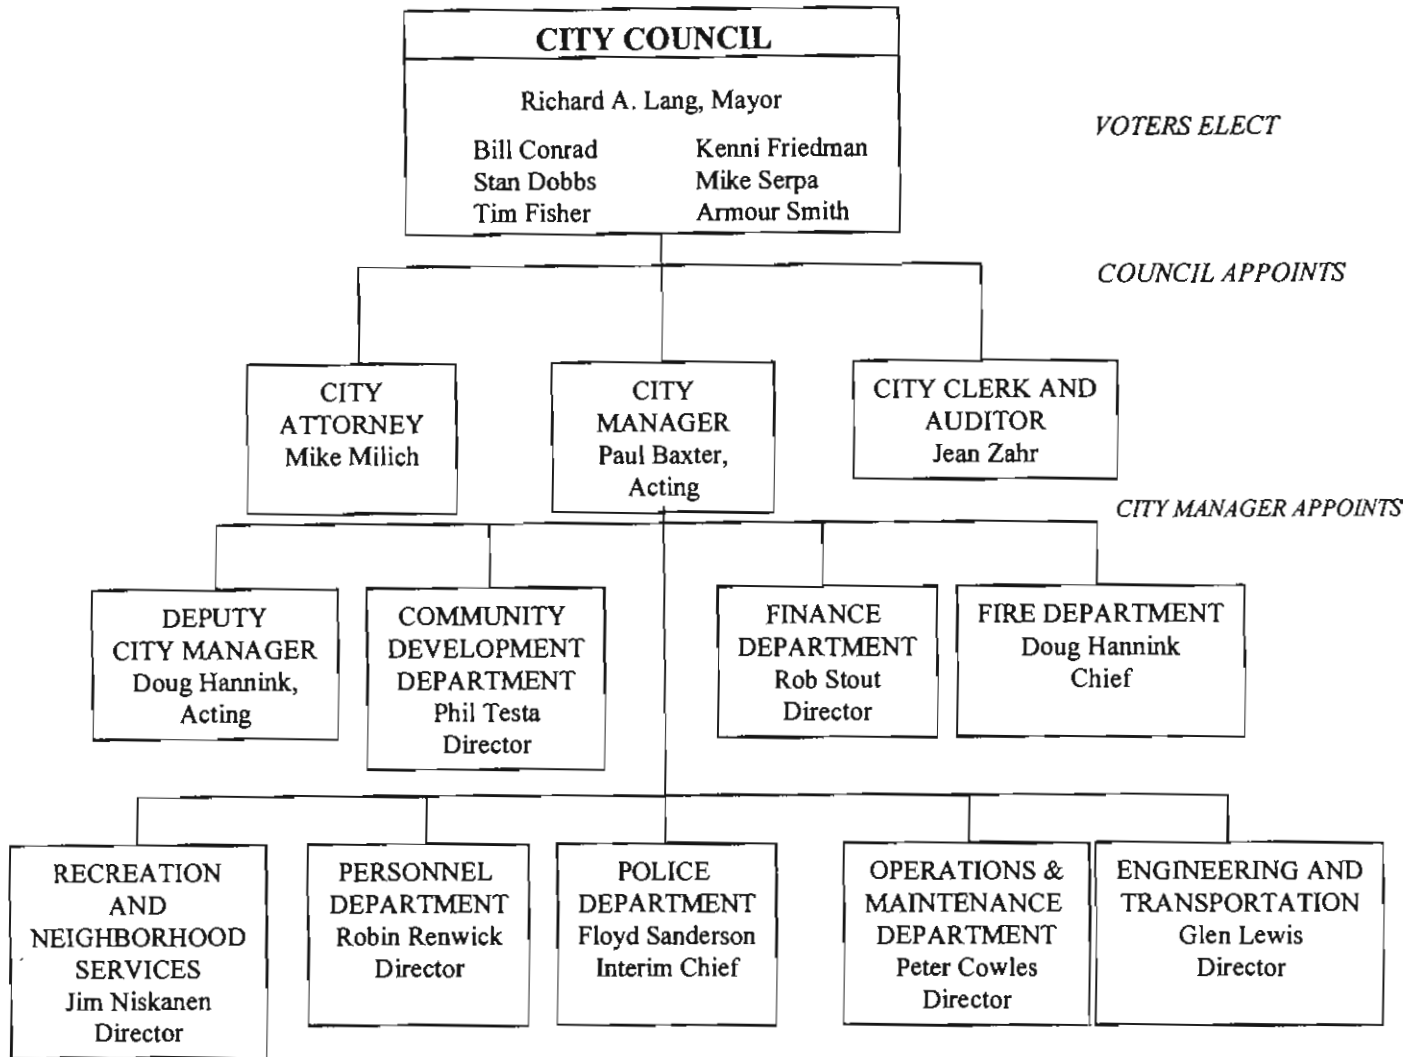 CITY COUNCIL
Richard A. Lang, Mayor
VOTERS ELECT
Bill Conrad
Stan Dobbs
Tim Fisher
Kenni Friedman
Mike Serpa
Armour Smith
COUNCIL APPOINTS
CITY
ATTORNEY
Mike Milich
CITY
MANAGER
Paul Baxter,
Acting
CITY CLERK AND
AUDITOR
Jean Zahr
CITY MANAGER APPOINTS
DEPUTY
CITY MANAGER
Doug Hannink,
Acting
COMMUNITY
DEVELOPMENT
DEPARTMENT
Phil Testa
Director
FINANCE
DEPARTMENT
Rob Stout
Director
FIRE DEPARTMENT
Doug Hannink
Chief
RECREATION
AND
NEIGHBORHOOD
SERVICES
Jim Niskanen
Director
PERSONNEL
DEPARTMENT
Robin Renwick
Director
POLICE
DEPARTMENT
Floyd Sanderson
Interim Chief
OPERATIONS &
MAINTENANCE
DEPARTMENT
Peter Cowles
Director
ENGINEERING AND
TRANSPORTATION
Glen Lewis
Director